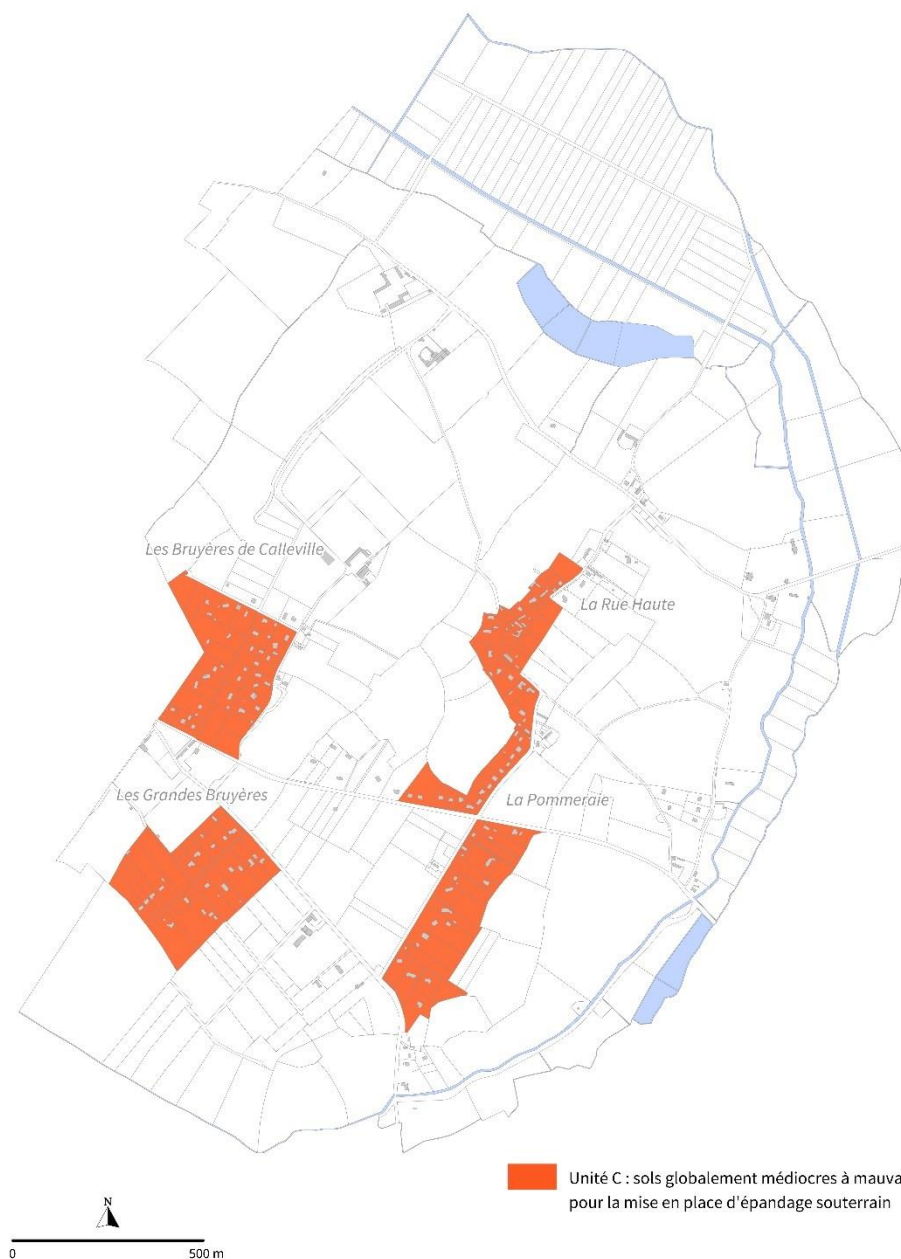 Les Bruyères de Calleville
La Rue Haute
Les Grandes Bruyères
La Pommeraie
Unité C : sols globalement médiocres à mauva
pour la mise en place d'épandage souterrain
N
0 500 m